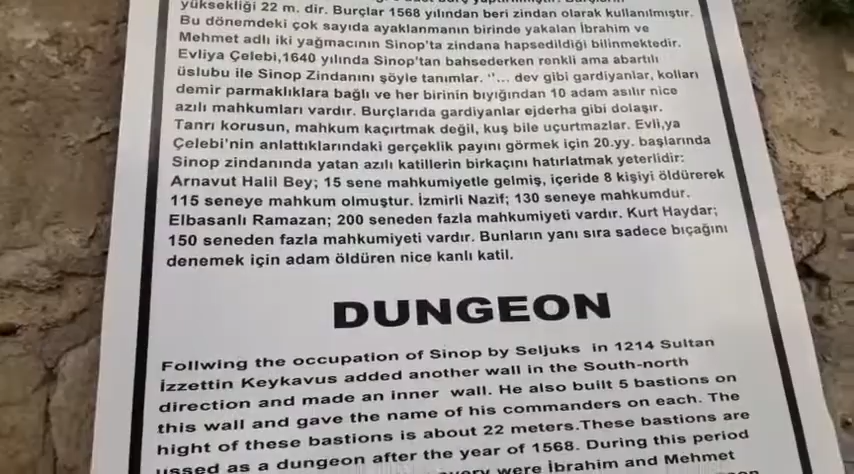 yüksekliği 22 m. dir. Burçlar 1568 yılından beri zindan olarak kullanılmıştır.
Bu dönemdeki çok sayıda ayaklanmanın birinde yakalan İbrahim ve
Mehmet adlı iki yağmacının Sinop'ta zindana hapsedildiği bilinmektedir.
Evliya Çelebi,1640 yılında Sinop'tan bahsederken renkli ama abartılı
üslubu ile Sinop Zindanını şöyle tanımlar. "... dev gibi gardiyanlar, kolları
demir parmaklıklara bağlı ve her birinin bıyığından 10 adam asılır nice
azılı mahkumları vardır. Burçlarıda gardiyanlar ejderha gibi dolaşır.
Tanrı korusun, mahkum kaçırtmak değil, kuş bile uçurtmazlar. Evli,ya
Çelebi'nin anlattıklarındaki gerçeklik payını görmek için 20.yy. başlarında
Sinop zindanında yatan azılı katillerin birkaçını hatırlatmak yeterlidir:
Arnavut Halil Bey; 15 sene mahkumiyetle gelmiş, içeride 8 kişiyi öldürerek
115 seneye mahkum olmuştur. İzmirli Nazif; 130 seneye mahkumdur.
Elbasanlı Ramazan; 200 seneden fazla mahkumiyeti vardır. Kurt Haydar;
150 seneden fazla mahkumiyeti vardır. Bunların yanı sıra sadece bıçağını
denemek için adam öldüren nice kanlı katil.
DUNGEON
Follwing the occupation of Sinop by Seljuks in 1214 Sultan
İzzettin Keykavus added another wall in the South-north
direction and made an inner wall. He also built 5 bastions on
this wall and gave the name of his commanders on each. The
hight of these bastions is about 22 meters.These bastions are
ussed as a dungeon after the year of 1568. During this period
were İbrahim and Mehmet